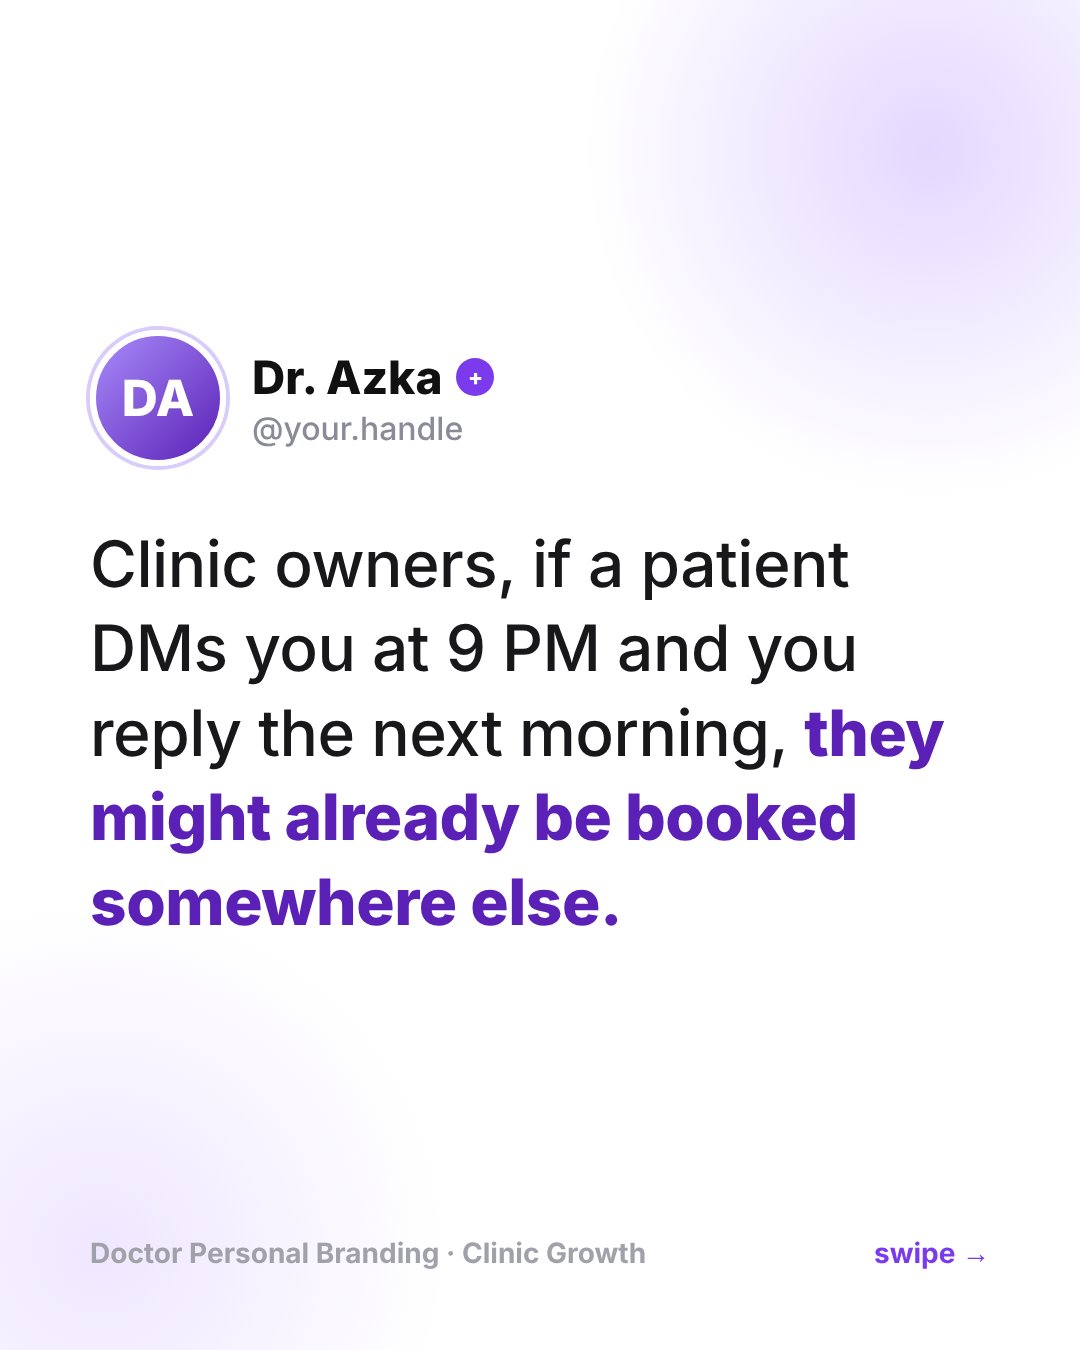 DA
Dr. Azka +
@your.handle
Clinic owners, if a patient
DMs you at 9 PM and you
reply the next morning, they
might already be booked
somewhere else.
Doctor Personal Branding · Clinic Growth
swipe →